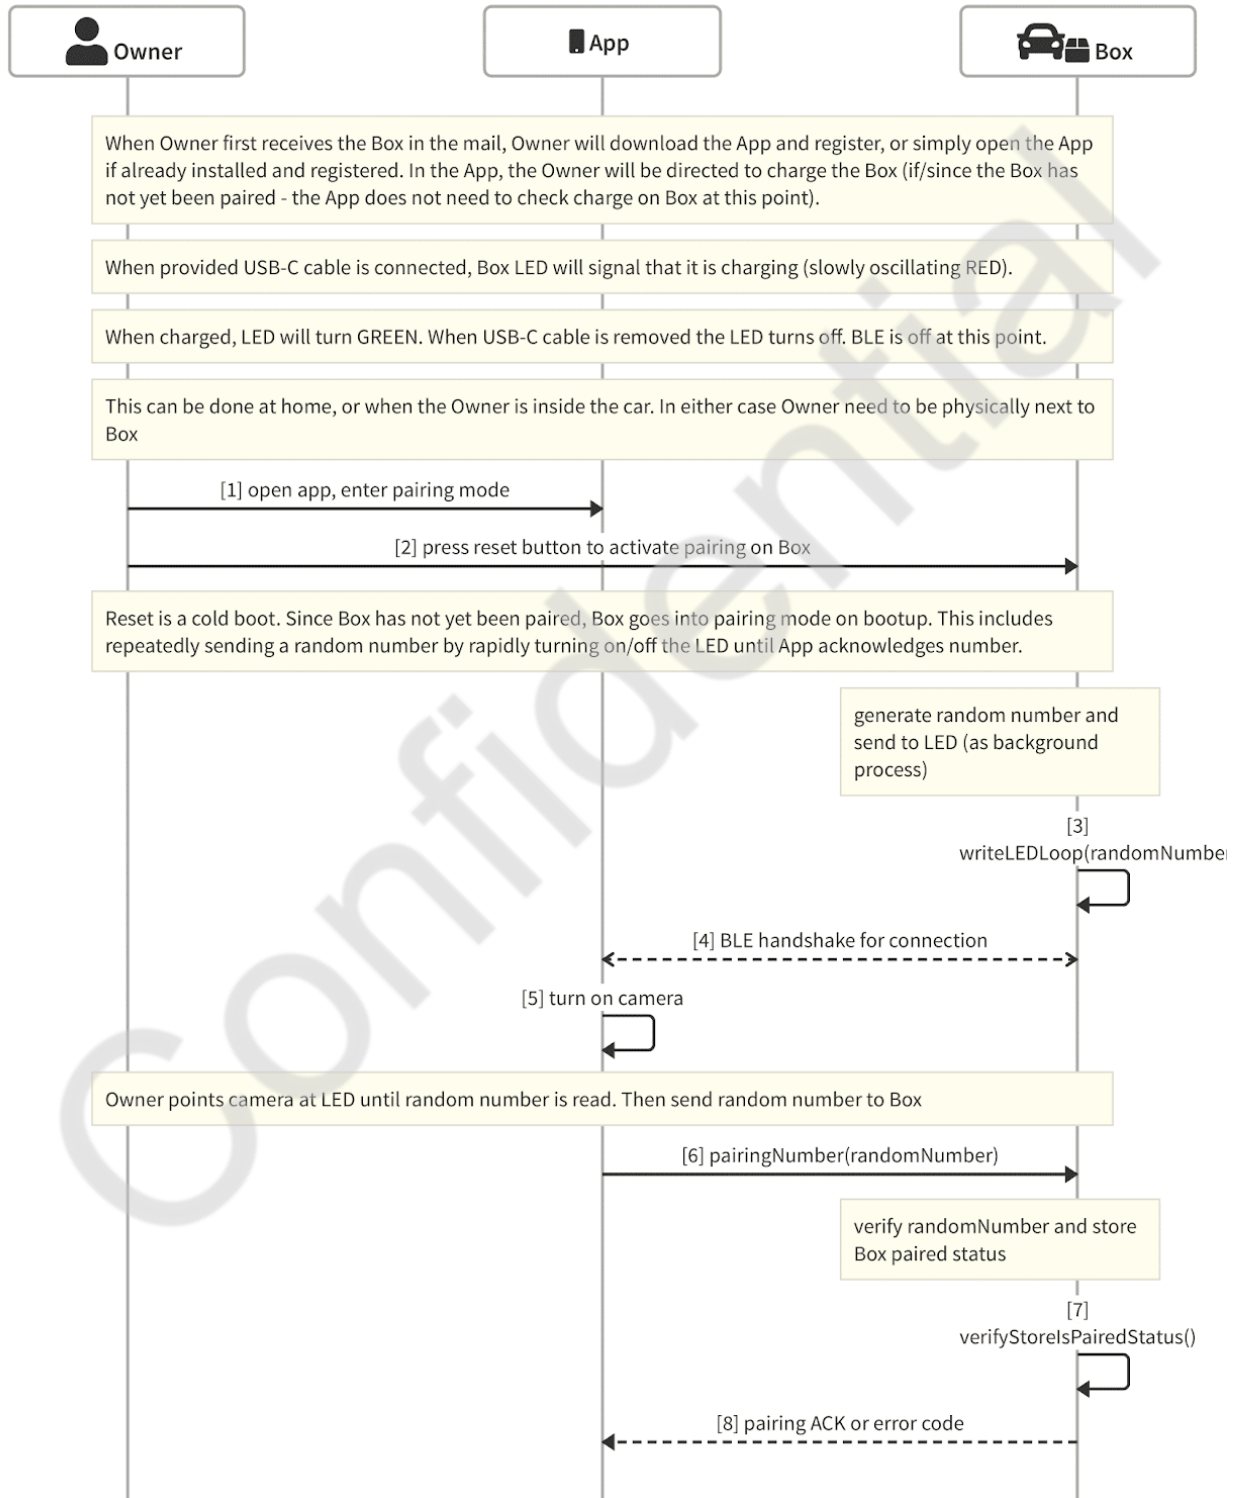 Owner
App
Box
When Owner first receives the Box in the mail, Owner will download the App and register, or simply open the App
if already installed and registered. In the App, the Owner will be directed to charge the Box (if/since the Box has
not yet been paired - the App does not need to check charge on Box at this point).
When provided USB-C cable is connected, Box LED will signal that it is charging (slowly oscillating RED).
When charged, LED will turn GREEN. When USB-C cable is removed the LED turns off. BLE is off at this point.
This can be done at home, or when the Owner is inside the car. In either case Owner need to be physically next to
Box
[1] open app, enter pairing mode
[2] press reset button to activate pairing on Box
Reset is a cold boot. Since Box has not yet been paired, Box goes into pairing mode on bootup. This includes
repeatedly sending a random number by rapidly turning on/off the LED until App acknowledges number.
generate random number and
send to LED (as background
process)
[3]
writeLEDLoop(randomNumbe
[4] BLE handshake for connection
[5] turn on camera
Owner points camera at LED until random number is read. Then send random number to Box
[6] pairingNumber(randomNumber)
verify randomNumber and store
Box paired status
[7]
verifyStoreIsPairedStatus()
[8] pairing ACK or error code
Confidential